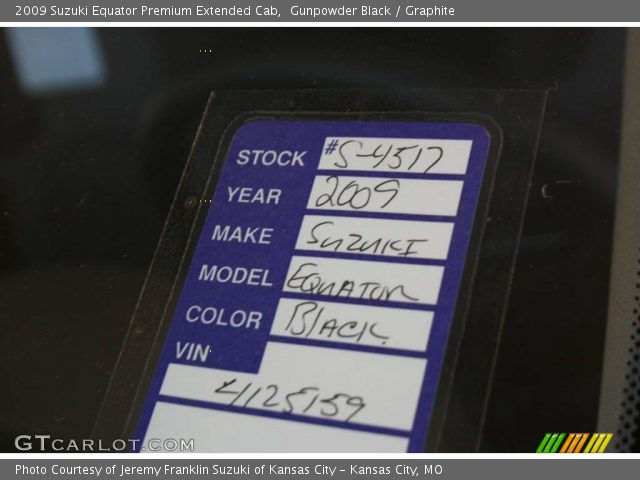 2009 Suzuki Equator Premium Extended Cab,  Gunpowder Black / Graphite
STOCK #S-4517
YEAR 2009
MAKE SUZUKI
MODEL EQUATOR
COLOR BLACK
VIN
4125159
GTCARLOT.COM
Photo Courtesy of Jeremy Franklin Suzuki of Kansas City – Kansas City, MO